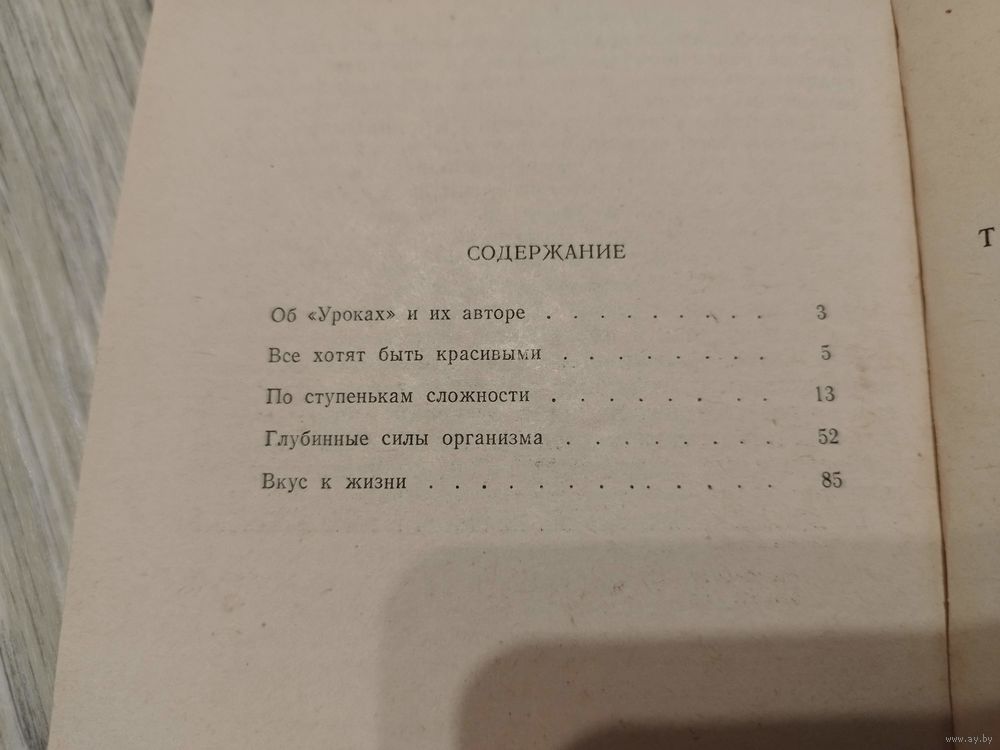 СОДЕРЖАНИЕ
Об «Уроках» и их авторе . . . . . . . . . 3
Все хотят быть красивыми . . . . . . . . 5
По ступенькам сложности . . . . . . . . . 13
Глубинные силы организма . . . . . . . . 52
Вкус к жизни . . . . . . . . . . . . . 85
Т
www.ay.by